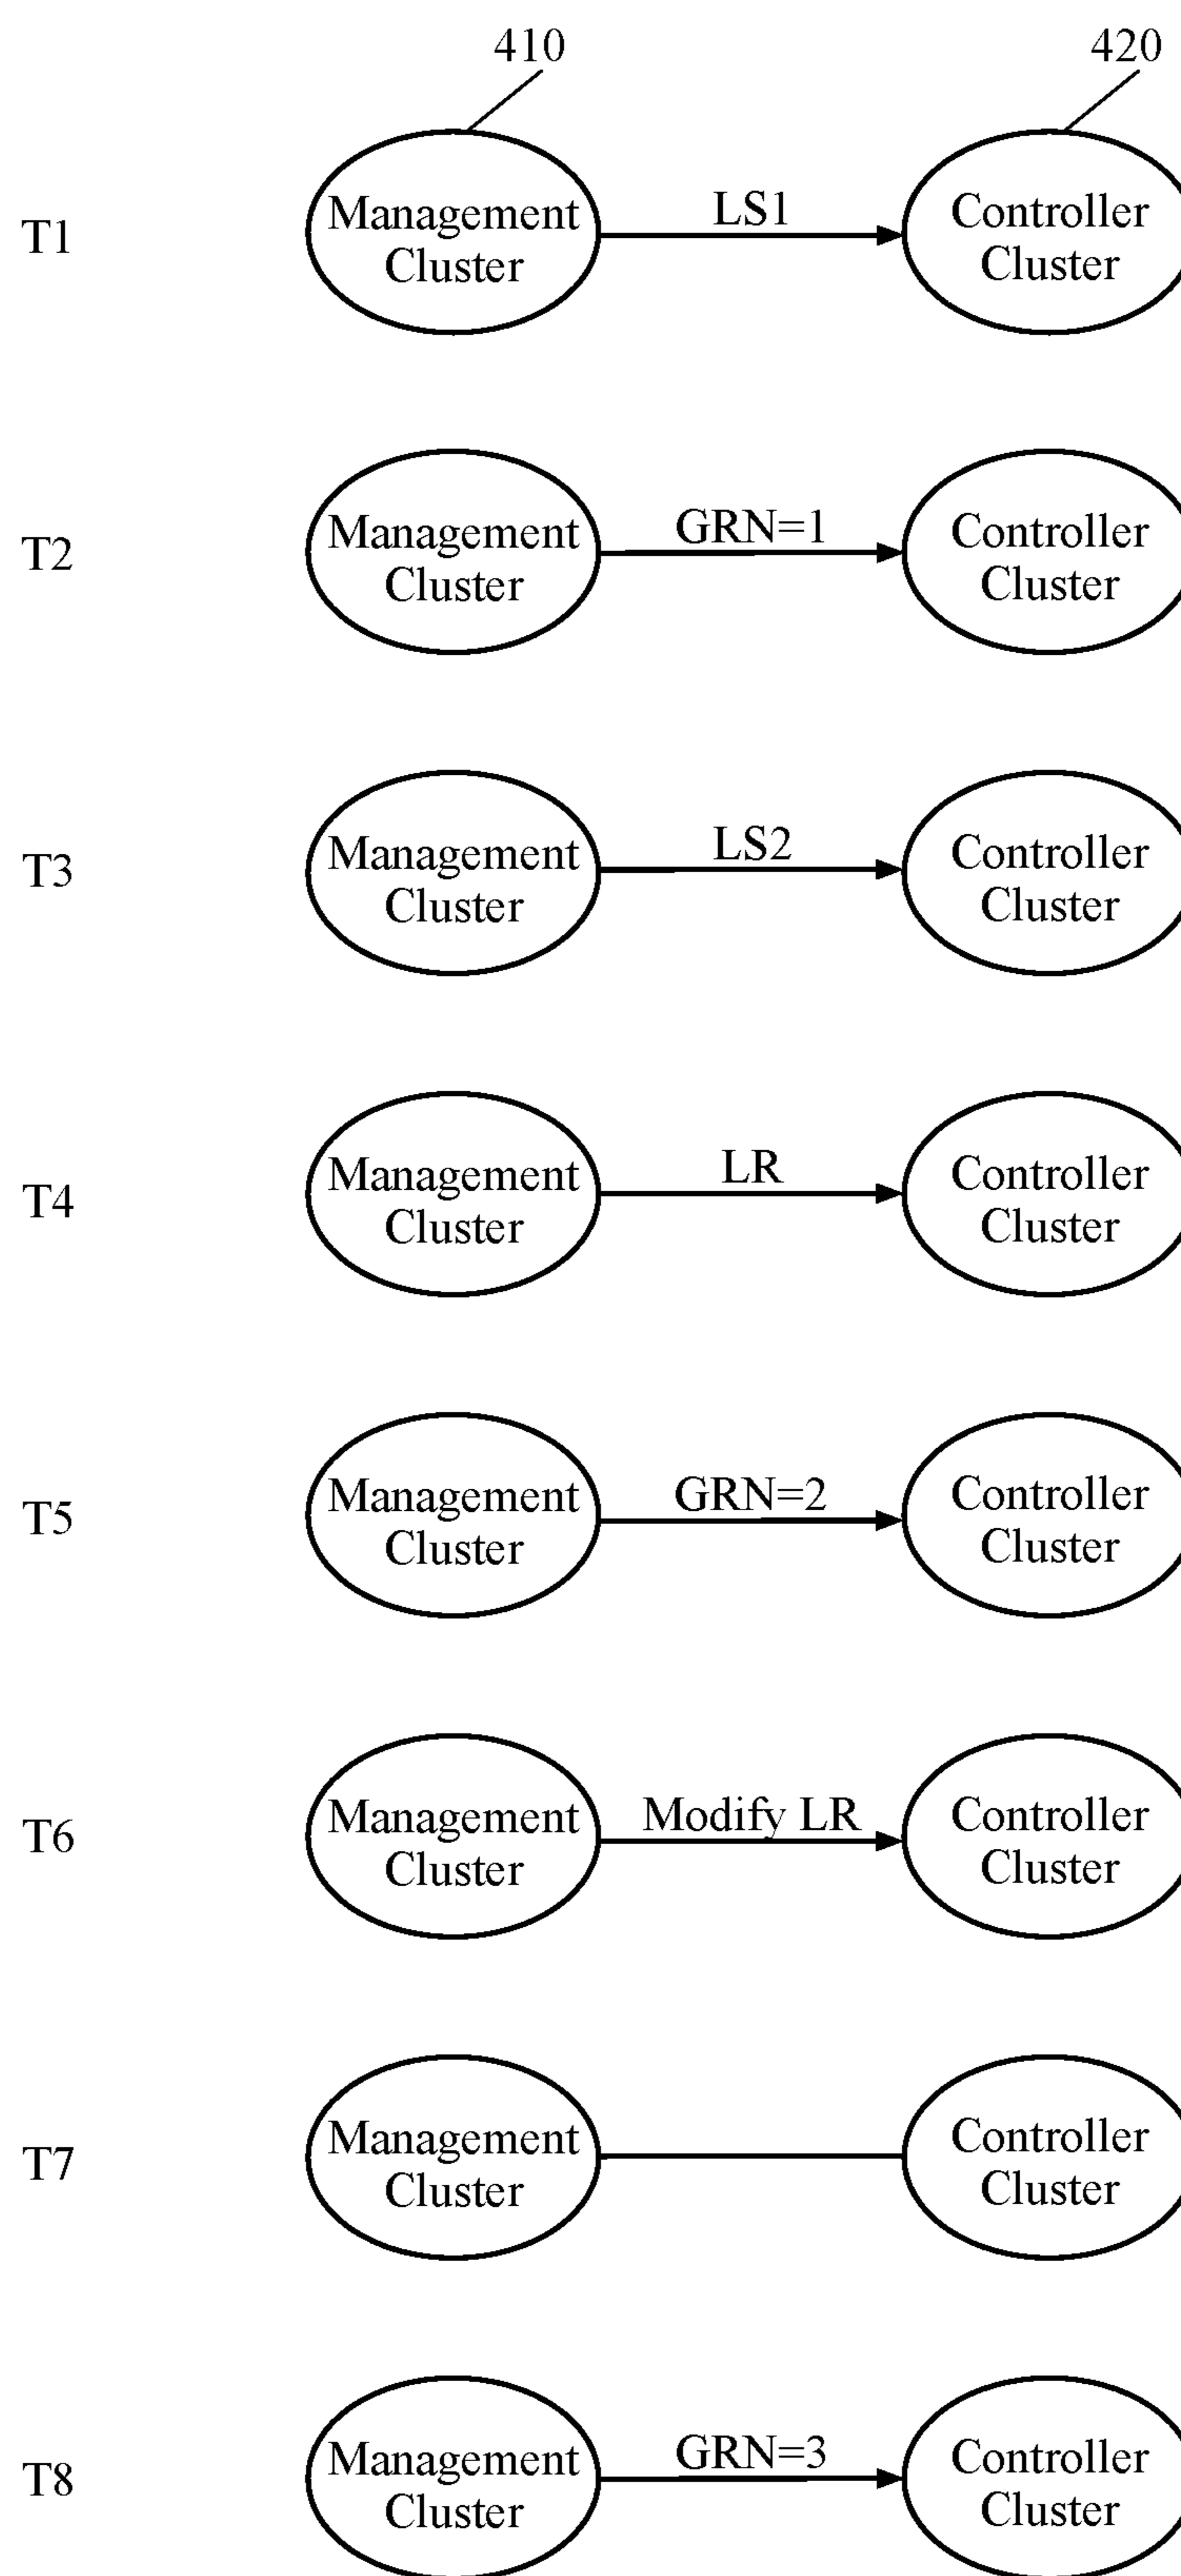 410 420
T1 Management Cluster LS1 Controller Cluster
T2 Management Cluster GRN=1 Controller Cluster
T3 Management Cluster LS2 Controller Cluster
T4 Management Cluster LR Controller Cluster
T5 Management Cluster GRN=2 Controller Cluster
T6 Management Cluster Modify LR Controller Cluster
T7 Management Cluster Controller Cluster
T8 Management Cluster GRN=3 Controller Cluster